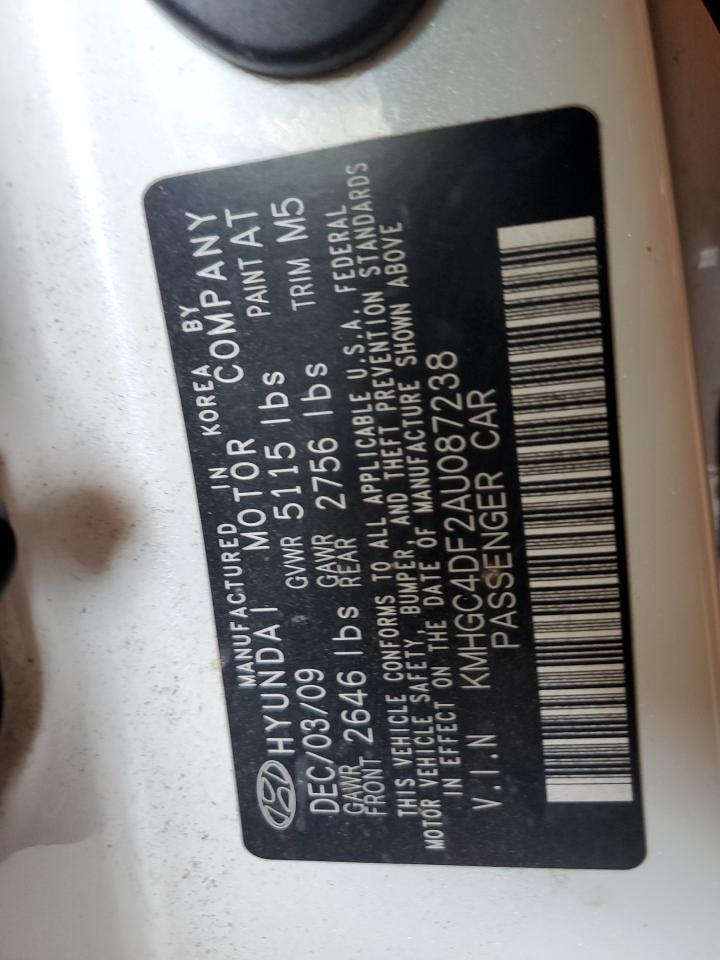 MANUFACTURED IN KOREA BY
HYUNDAI MOTOR COMPANY
DEC/03/09 GVWR 5115 lbs PAINT AT
GAWR FRONT 2646 lbs GAWR REAR 2756 lbs TRIM M5
THIS VEHICLE CONFORMS TO ALL APPLICABLE U.S.A. FEDERAL
MOTOR VEHICLE SAFETY, BUMPER AND THEFT PREVENTION STANDARDS
IN EFFECT ON THE DATE OF MANUFACTURE SHOWN ABOVE
V.I.N KMHGC4DF2AU087238
PASSENGER CAR